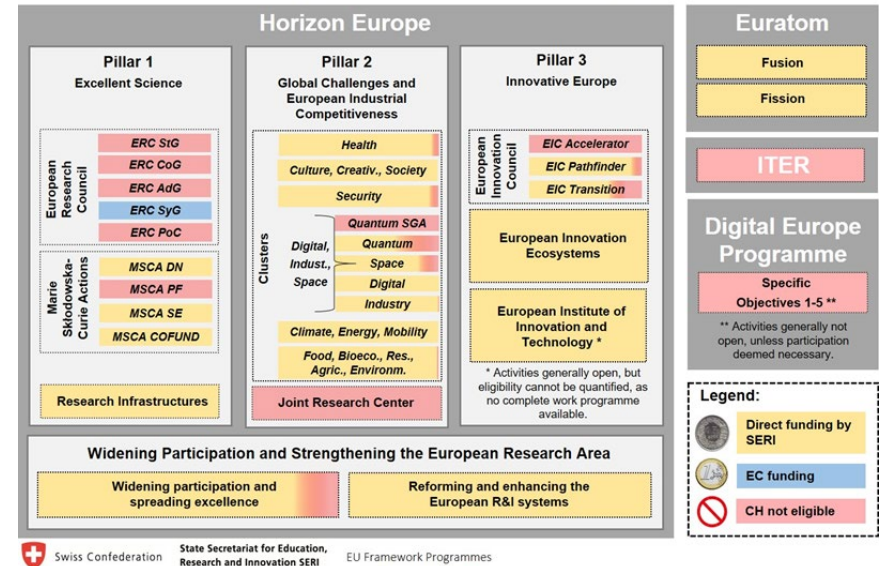 Horizon Europe
Pillar 1
Excellent Science
European
Research
Council
ERC StG
ERC CoG
ERC AdG
ERC SyG
ERC PoC
Marie
Skłodowska-
Curie Actions
MSCA DN
MSCA PF
MSCA SE
MSCA COFUND
Research Infrastructures
Pillar 2
Global Challenges and
European Industrial
Competitiveness
Clusters
Health
Culture, Creativ., Society
Security
Digital,
Indust.,
Space
Quantum SGA
Quantum
Space
Digital
Industry
Climate, Energy, Mobility
Food, Bioeco., Res.,
Agric., Environm.
Joint Research Center
Pillar 3
Innovative Europe
European
Innovation
Council
EIC Accelerator
EIC Pathfinder
EIC Transition
European Innovation
Ecosystems
European Institute of
Innovation and
Technology *
* Activities generally open, but
eligibility cannot be quantified, as
no complete work programme
available.
Widening Participation and Strengthening the European Research Area
Widening participation and
spreading excellence
Reforming and enhancing the
European R&I systems
Euratom
Fusion
Fission
ITER
Digital Europe
Programme
Specific
Objectives 1-5 **
** Activities generally not
open, unless participation
deemed necessary.
Legend:
Direct funding by
SERI
EC funding
CH not eligible
Swiss Confederation
State Secretariat for Education,
Research and Innovation SERI
EU Framework Programmes